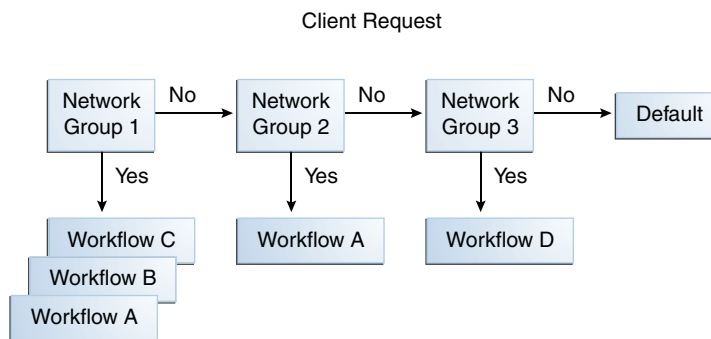 Client Request
Network
Group 1
No
Network
Group 2
No
Network
Group 3
No
Default
Yes
Yes
Yes
Workflow C
Workflow B
Workflow A
Workflow A
Workflow D